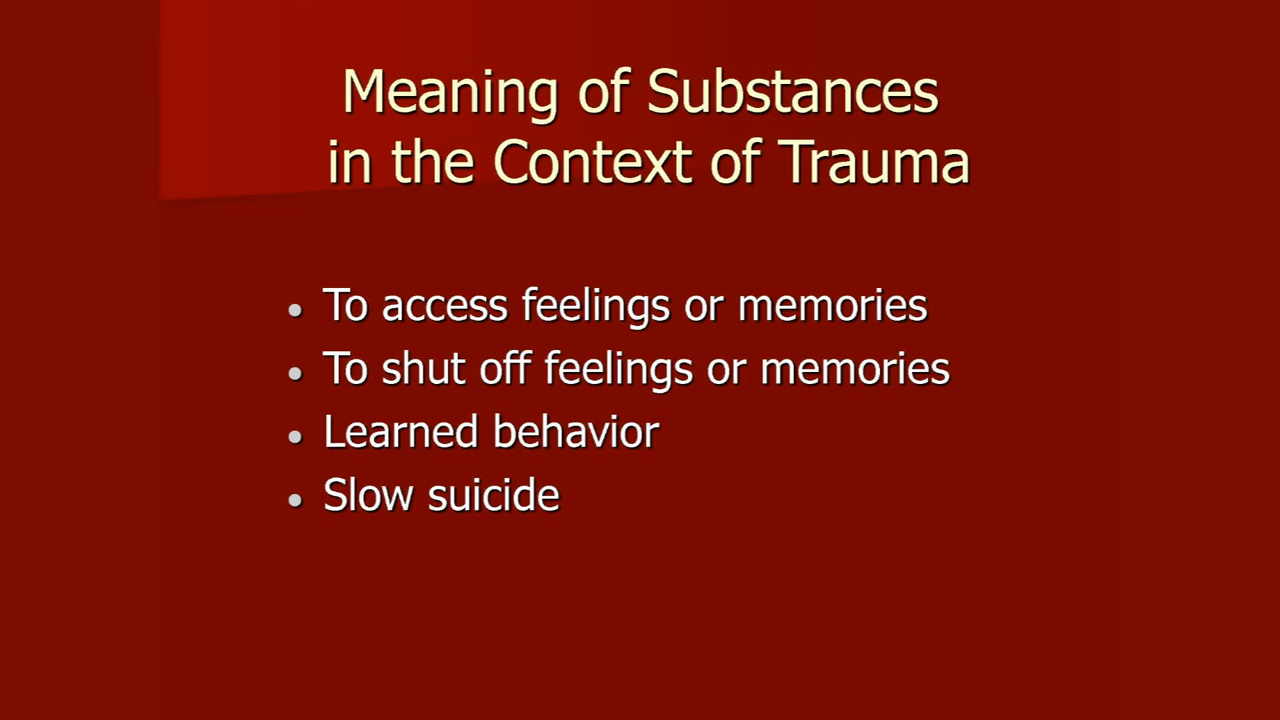 Meaning of Substances
in the Context of Trauma
• To access feelings or memories
• To shut off feelings or memories
• Learned behavior
• Slow suicide